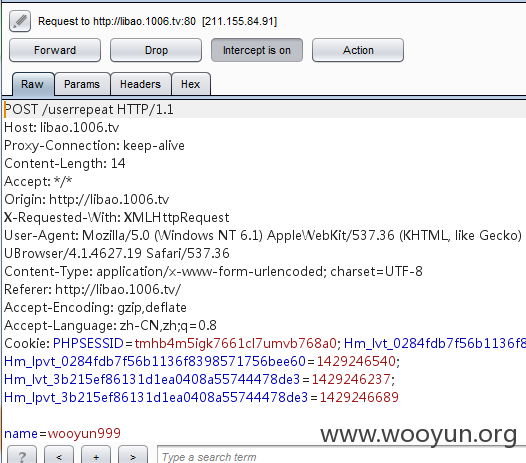 Request to http://libao.1006.tv:80 [211.155.84.91]
Forward Drop Intercept is on Action
Raw Params Headers Hex
POST /userrepeat HTTP/1.1
Host: libao.1006.tv
Proxy-Connection: keep-alive
Content-Length: 14
Accept: */*
Origin: http://libao.1006.tv
X-Requested-With: XMLHttpRequest
User-Agent: Mozilla/5.0 (Windows NT 6.1) AppleWebKit/537.36 (KHTML, like Gecko)
UBrowser/4.1.4627.19 Safari/537.36
Content-Type: application/x-www-form-urlencoded; charset=UTF-8
Referer: http://libao.1006.tv/
Accept-Encoding: gzip,deflate
Accept-Language: zh-CN,zh;q=0.8
Cookie: PHPSESSID=tmhb4m5igk7661cl7umvb768a0; Hm_lvt_0284fdb7f56b1136f8
Hm_lpvt_0284fdb7f56b1136f8398571756bee60=1429246540;
Hm_lvt_3b215ef86131d1ea0408a55744478de3=1429246237;
Hm_lpvt_3b215ef86131d1ea0408a55744478de3=1429246689
name=wooyun999
www.wooyun.org
? < + > Type a search term